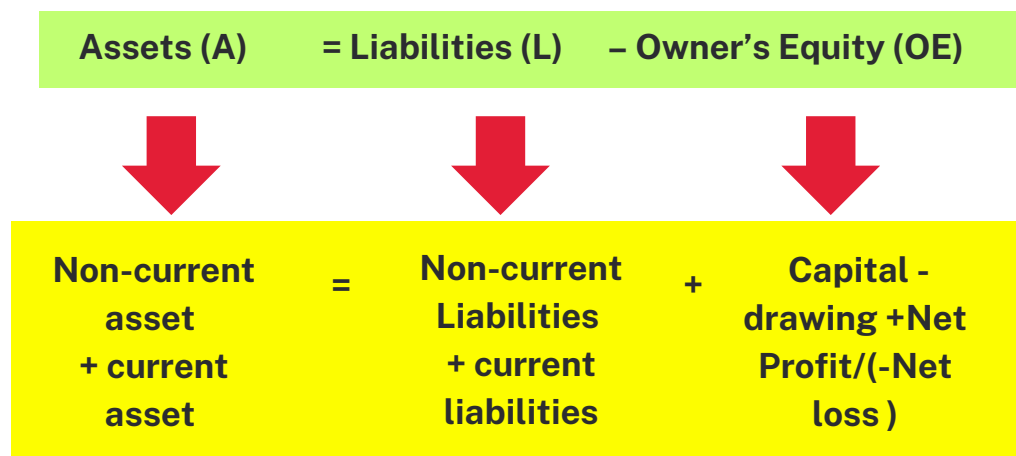 Assets (A) = Liabilities (L) – Owner’s Equity (OE)
Non-current
asset
+ current
asset
=
Non-current
Liabilities
+ current
liabilities
+
Capital -
drawing +Net
Profit/(-Net
loss )